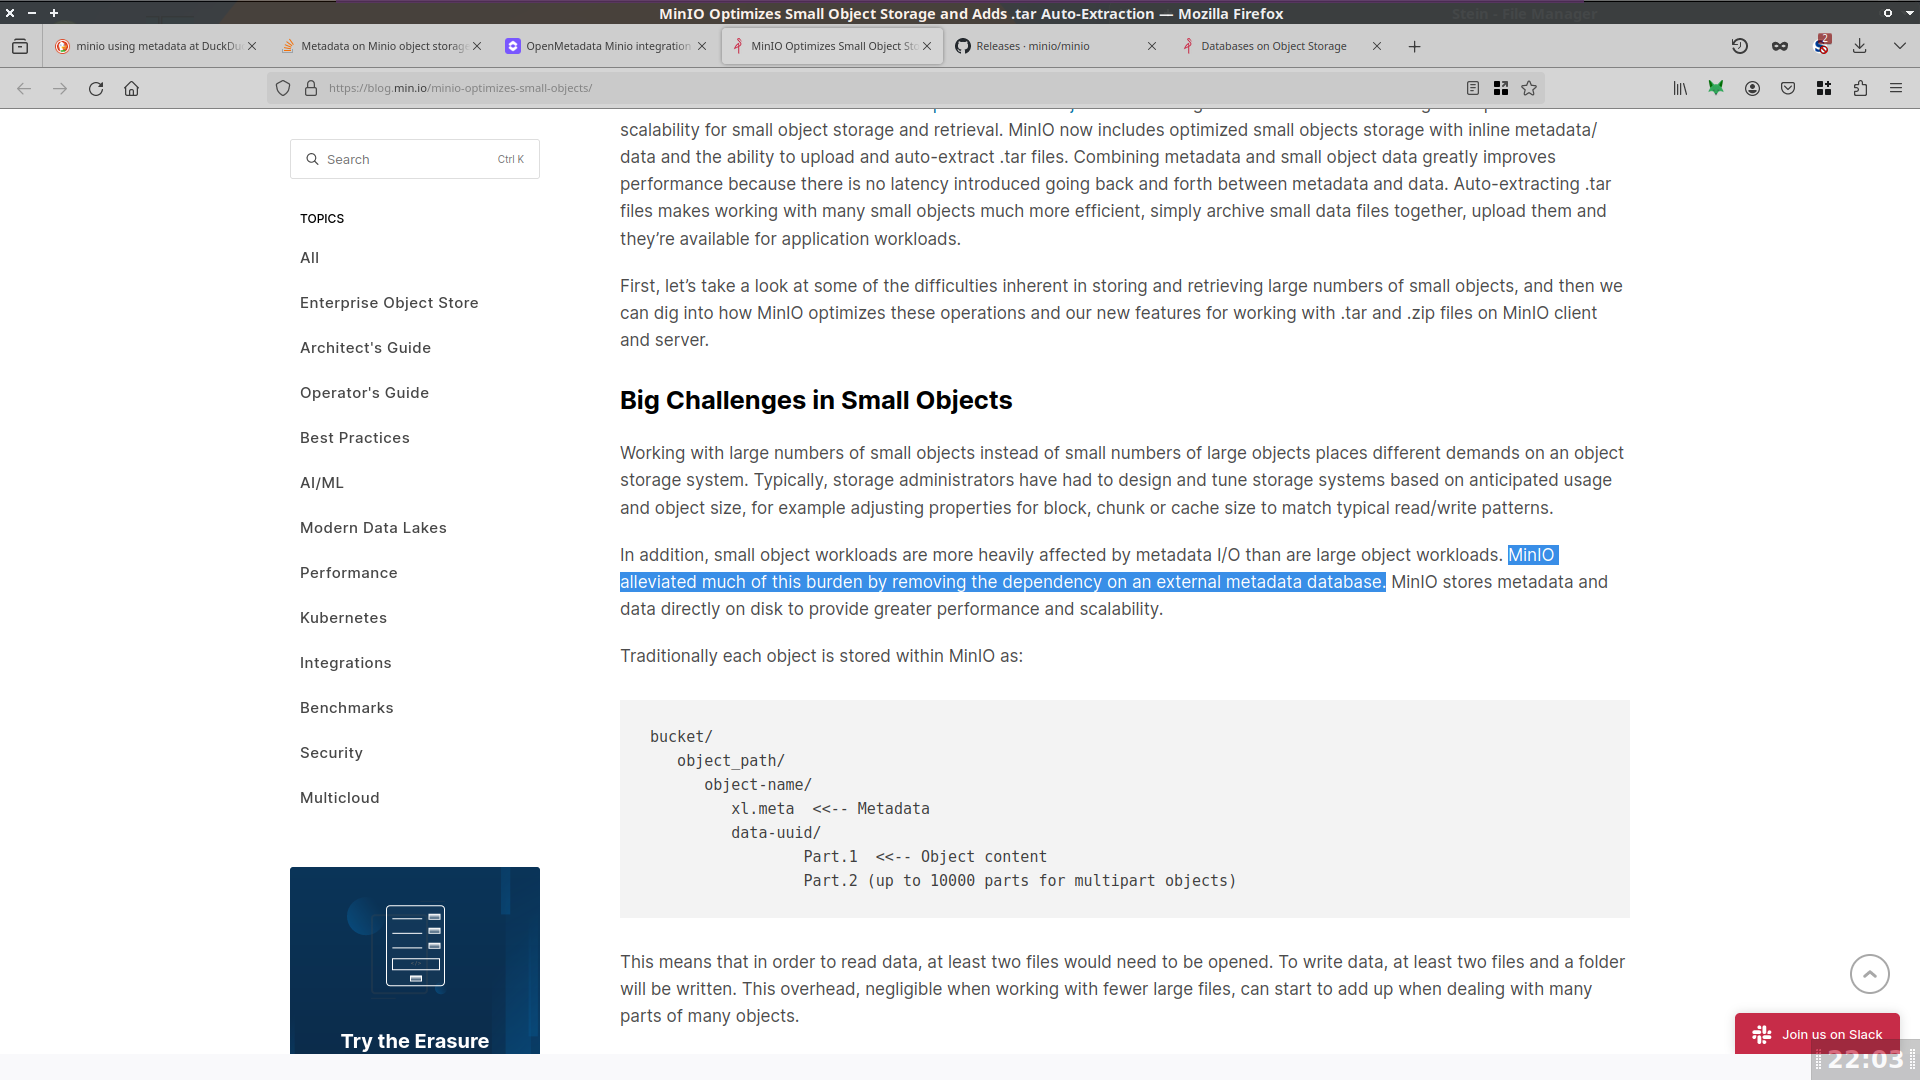 MinIO Optimizes Small Object Storage and Adds .tar Auto-Extraction — Mozilla Firefox
Stein - File Manager
minio using metadata at DuckDu
Metadata on Minio object storage
OpenMetadata Minio integration
MinIO Optimizes Small Object Sto
Releases · minio/minio
Databases on Object Storage
2
https://blog.min.io/minio-optimizes-small-objects/
Search
Ctrl K
TOPICS
All
Enterprise Object Store
Architect's Guide
Operator's Guide
Best Practices
AI/ML
Modern Data Lakes
Performance
Kubernetes
Integrations
Benchmarks
Security
Multicloud
Try the Erasure
scalability for small object storage and retrieval. MinIO now includes optimized small objects storage with inline metadata/
data and the ability to upload and auto-extract .tar files. Combining metadata and small object data greatly improves
performance because there is no latency introduced going back and forth between metadata and data. Auto-extracting .tar
files makes working with many small objects much more efficient, simply archive small data files together, upload them and
they’re available for application workloads.
First, let’s take a look at some of the difficulties inherent in storing and retrieving large numbers of small objects, and then we
can dig into how MinIO optimizes these operations and our new features for working with .tar and .zip files on MinIO client
and server.
Big Challenges in Small Objects
Working with large numbers of small objects instead of small numbers of large objects places different demands on an object
storage system. Typically, storage administrators have had to design and tune storage systems based on anticipated usage
and object size, for example adjusting properties for block, chunk or cache size to match typical read/write patterns.
In addition, small object workloads are more heavily affected by metadata I/O than are large object workloads. MinIO
alleviated much of this burden by removing the dependency on an external metadata database. MinIO stores metadata and
data directly on disk to provide greater performance and scalability.
Traditionally each object is stored within MinIO as:
bucket/
object_path/
object-name/
xl.meta  <<-- Metadata
data-uuid/
Part.1  <<-- Object content
Part.2 (up to 10000 parts for multipart objects)
This means that in order to read data, at least two files would need to be opened. To write data, at least two files and a folder
will be written. This overhead, negligible when working with fewer large files, can start to add up when dealing with many
parts of many objects.
Join us on Slack
22:03